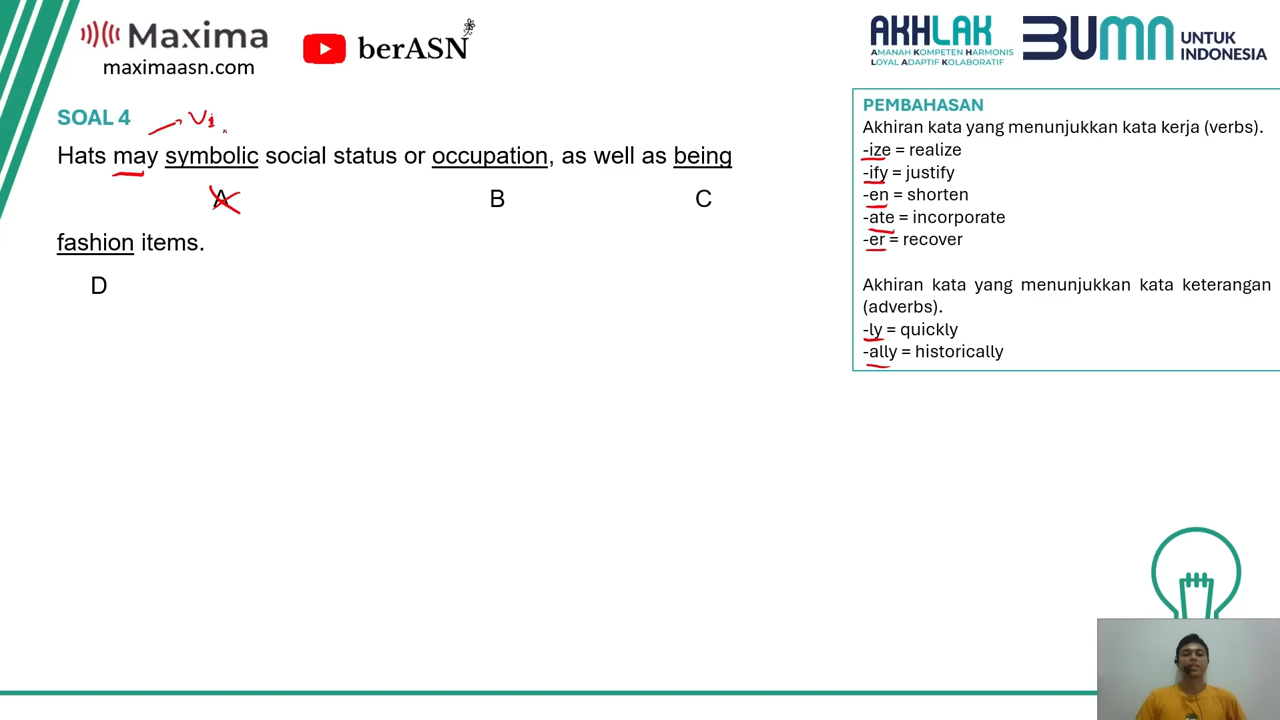 Maxima
maximaasn.com
berASN
AKHLAK
AMANAH KOMPETEN HARMONIS
LOYAL ADAPTIF KOLABORATIF
BUMN UNTUK
INDONESIA
SOAL 4
V1
Hats may symbolic social status or occupation, as well as being
A B C
fashion items.
D
PEMBAHASAN
Akhiran kata yang menunjukkan kata kerja (verbs).
-ize = realize
-ify = justify
-en = shorten
-ate = incorporate
-er = recover
Akhiran kata yang menunjukkan kata keterangan
(adverbs).
-ly = quickly
-ally = historically